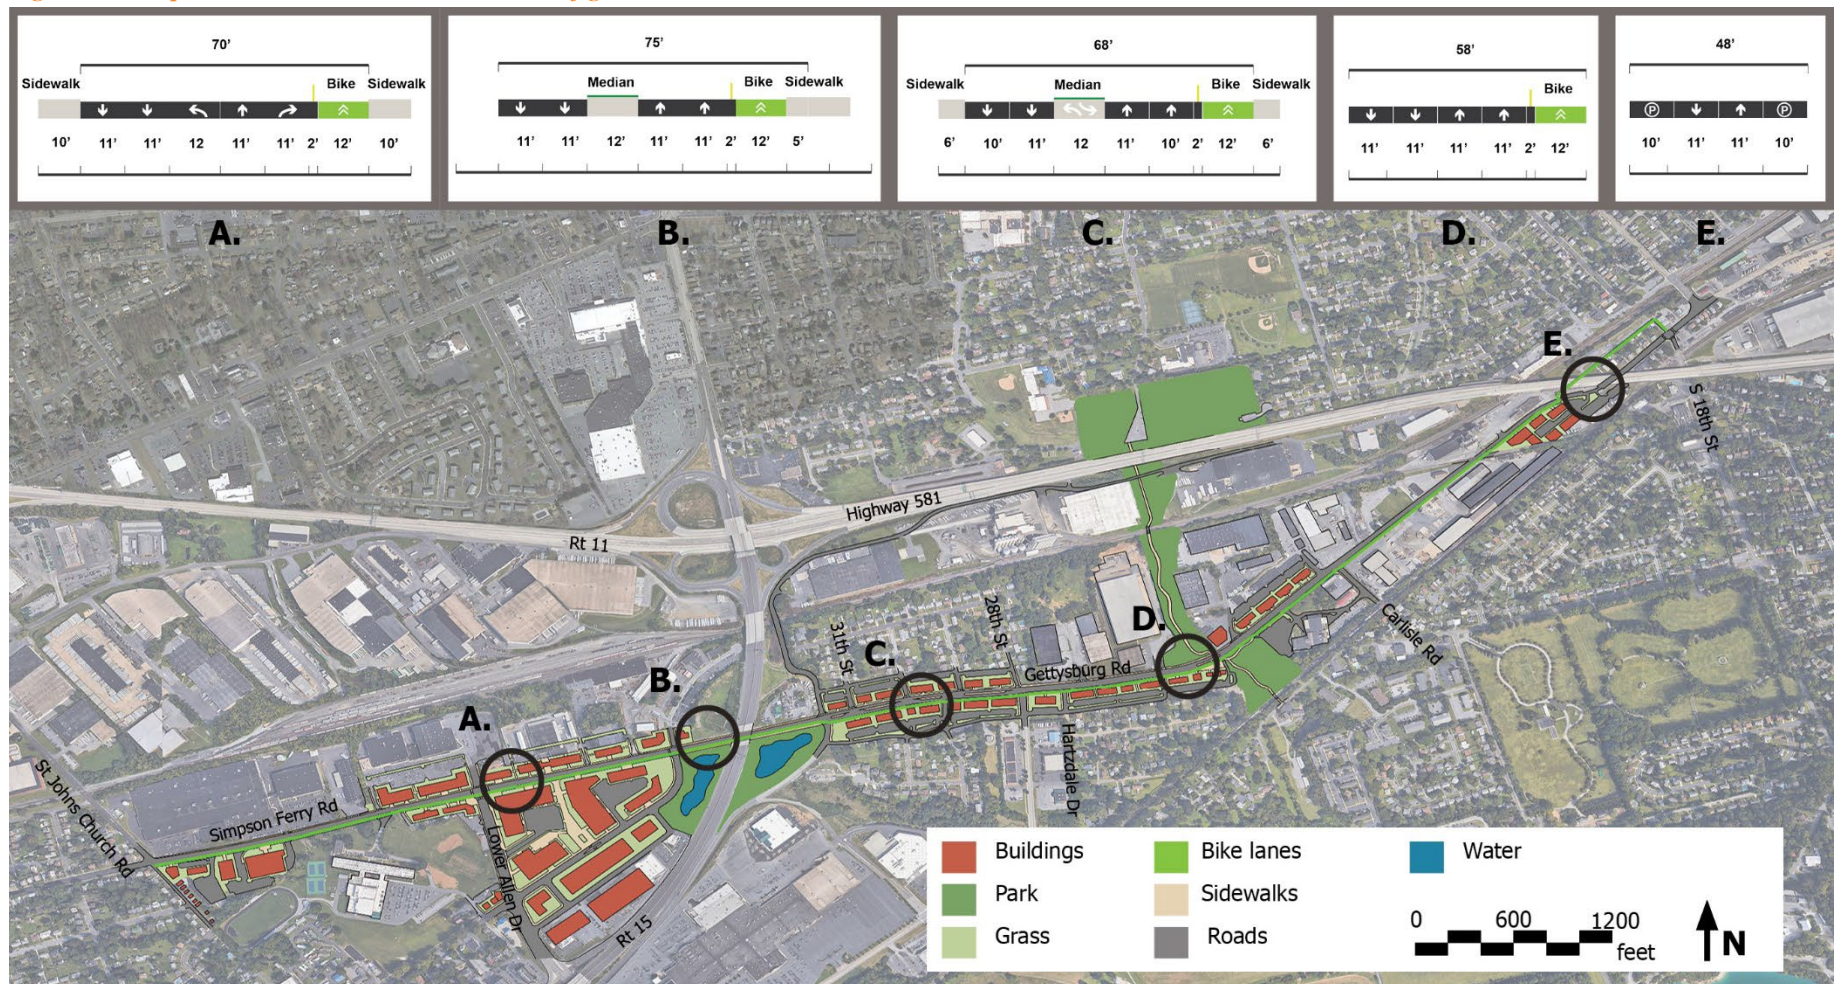 70'
Sidewalk Bike Sidewalk
10' 11' 11' 12 11' 11' 2' 12' 10'
75'
Median Bike Sidewalk
11' 11' 12' 11' 11' 2' 12' 5'
68'
Sidewalk Median Bike Sidewalk
6' 10' 11' 12 11' 10' 2' 12' 6'
58'
Bike
11' 11' 11' 11' 2' 12'
48'
P P
10' 11' 11' 10'
A. B. C. D. E.
E.
S 18th St
Highway 581
Rt 11
28th St
31th St
D.
Carlisle Rd
C.
Gettysburg Rd
B.
A.
Hartzdale Dr
St Johns Church Rd
Simpson Ferry Rd
Lower Allen Dr
Rt 15
Buildings Bike lanes Water
Park Sidewalks
Grass Roads
0 600 1200
feet
N